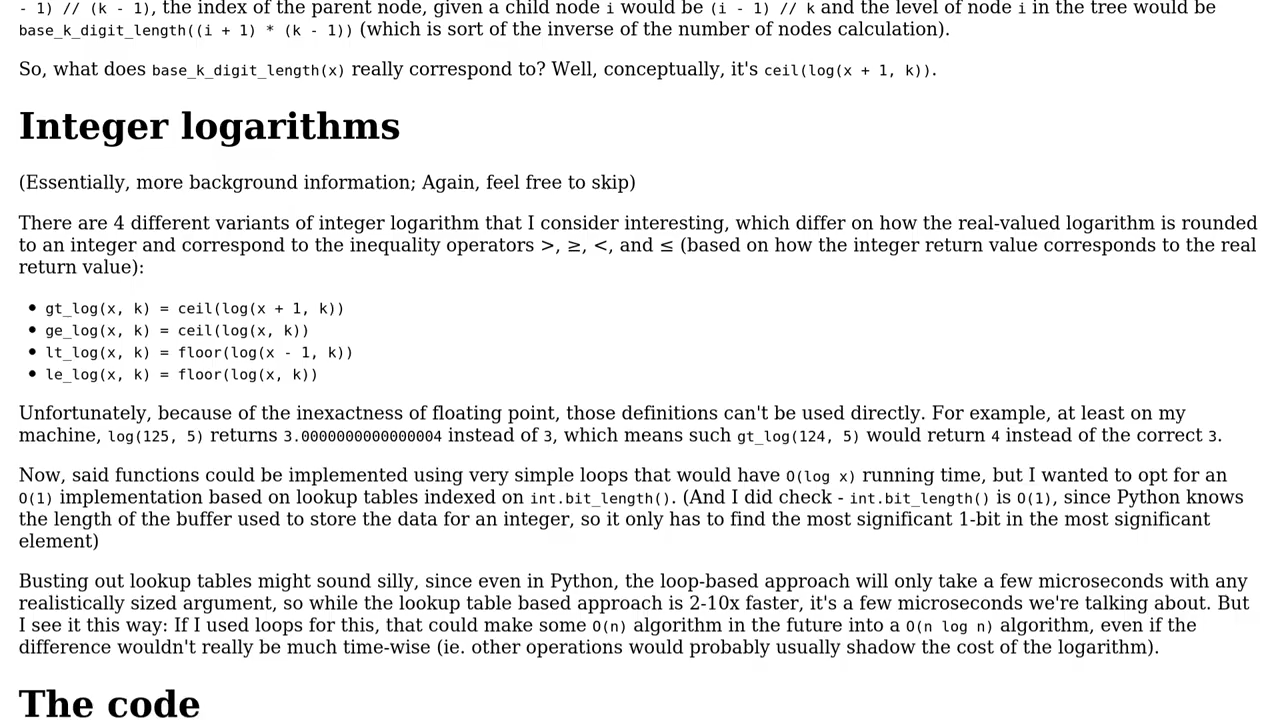 - 1) // (k - 1), the index of the parent node, given a child node i would be (i - 1) // k and the level of node i in the tree would be
base_k_digit_length((i + 1) * (k - 1)) (which is sort of the inverse of the number of nodes calculation).
So, what does base_k_digit_length(x) really correspond to? Well, conceptually, it's ceil(log(x + 1, k)).
Integer logarithms
(Essentially, more background information; Again, feel free to skip)
There are 4 different variants of integer logarithm that I consider interesting, which differ on how the real-valued logarithm is rounded
to an integer and correspond to the inequality operators >, ≥, <, and ≤ (based on how the integer return value corresponds to the real
return value):
• gt_log(x, k) = ceil(log(x + 1, k))
• ge_log(x, k) = ceil(log(x, k))
• lt_log(x, k) = floor(log(x - 1, k))
• le_log(x, k) = floor(log(x, k))
Unfortunately, because of the inexactness of floating point, those definitions can't be used directly. For example, at least on my
machine, log(125, 5) returns 3.0000000000000004 instead of 3, which means such gt_log(124, 5) would return 4 instead of the correct 3.
Now, said functions could be implemented using very simple loops that would have O(log x) running time, but I wanted to opt for an
O(1) implementation based on lookup tables indexed on int.bit_length(). (And I did check - int.bit_length() is O(1), since Python knows
the length of the buffer used to store the data for an integer, so it only has to find the most significant 1-bit in the most significant
element)
Busting out lookup tables might sound silly, since even in Python, the loop-based approach will only take a few microseconds with any
realistically sized argument, so while the lookup table based approach is 2-10x faster, it's a few microseconds we're talking about. But
I see it this way: If I used loops for this, that could make some O(n) algorithm in the future into a O(n log n) algorithm, even if the
difference wouldn't really be much time-wise (ie. other operations would probably usually shadow the cost of the logarithm).
The code